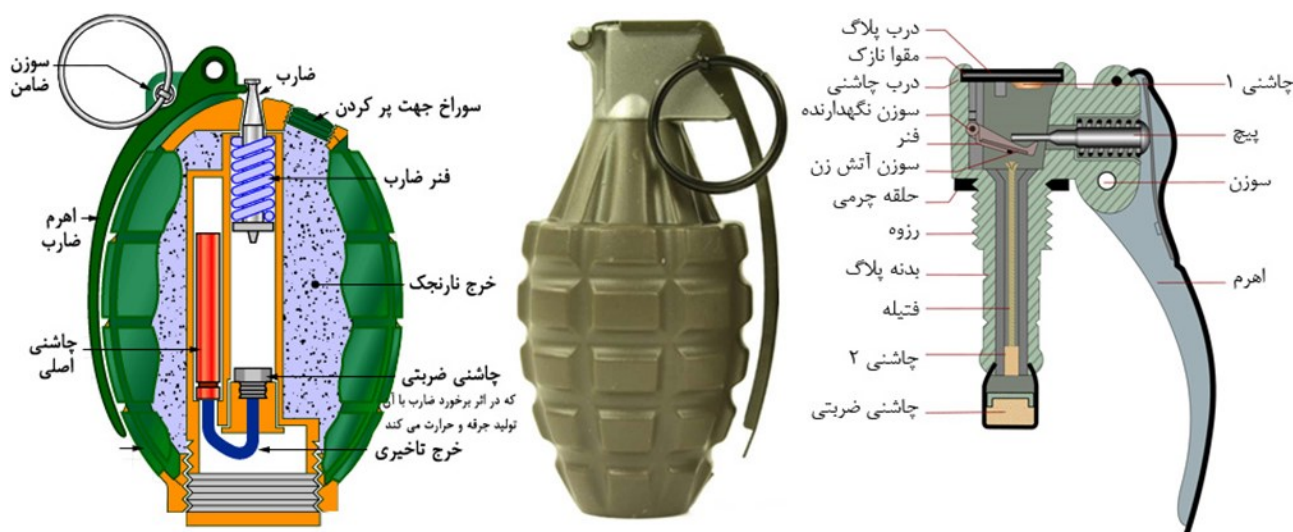 سوزن
ضامن
ضارب
سوراخ جهت پر کردن
فنر ضارب
اهرم
ضارب
خرج نارنجک
چاشنی
اصلی
چاشنی ضربتی
که در اثر برخورد ضارب با آن
تولید جرقه و حرارت می کند
خرج تاخیری
درب پلاگ
مقوا نازک
درب چاشنی
سوزن نگهدارنده
فنر
سوزن آتش زن
حلقه چرمی
رزوه
بدنه پلاگ
فتیله
چاشنی ۲
چاشنی ضربتی
چاشنی ۱
پیچ
سوزن
اهرم